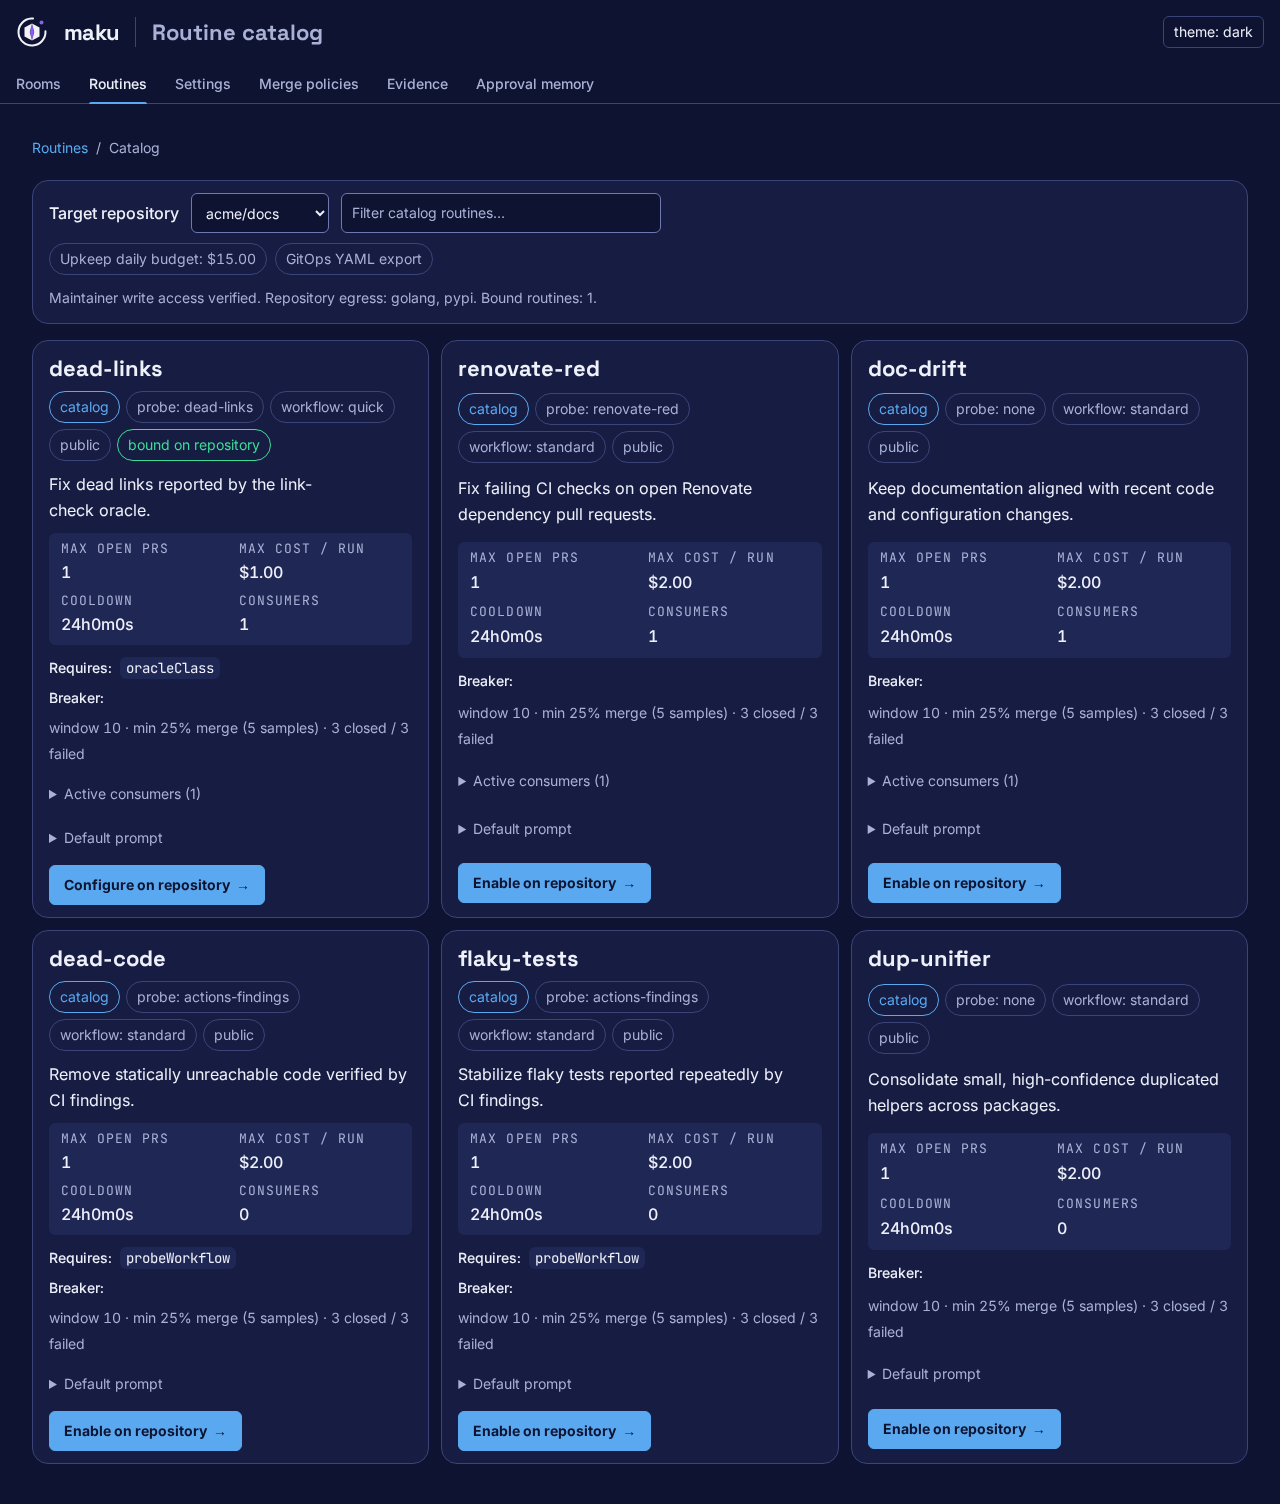 maku
Routine catalog
theme: dark
Rooms
Routines
Settings
Merge policies
Evidence
Approval memory
Routines / Catalog
Target repository
acme/docs
Filter catalog routines...
Upkeep daily budget: $15.00
GitOps YAML export
Maintainer write access verified. Repository egress: golang, pypi. Bound routines: 1.
dead-links
catalog
probe: dead-links
workflow: quick
public
bound on repository
Fix dead links reported by the link-
check oracle.
MAX OPEN PRS
MAX COST / RUN
1
$1.00
COOLDOWN
CONSUMERS
24h0m0s
1
Requires: oracleClass
Breaker:
window 10 · min 25% merge (5 samples) · 3 closed / 3
failed
▶ Active consumers (1)
▶ Default prompt
Configure on repository →
renovate-red
catalog
probe: renovate-red
workflow: standard
public
Fix failing CI checks on open Renovate
dependency pull requests.
MAX OPEN PRS
MAX COST / RUN
1
$2.00
COOLDOWN
CONSUMERS
24h0m0s
1
Breaker:
window 10 · min 25% merge (5 samples) · 3 closed / 3
failed
▶ Active consumers (1)
▶ Default prompt
Enable on repository →
doc-drift
catalog
probe: none
workflow: standard
public
Keep documentation aligned with recent code
and configuration changes.
MAX OPEN PRS
MAX COST / RUN
1
$2.00
COOLDOWN
CONSUMERS
24h0m0s
1
Breaker:
window 10 · min 25% merge (5 samples) · 3 closed / 3
failed
▶ Active consumers (1)
▶ Default prompt
Enable on repository →
dead-code
catalog
probe: actions-findings
workflow: standard
public
Remove statically unreachable code verified by
CI findings.
MAX OPEN PRS
MAX COST / RUN
1
$2.00
COOLDOWN
CONSUMERS
24h0m0s
0
Requires: probeWorkflow
Breaker:
window 10 · min 25% merge (5 samples) · 3 closed / 3
failed
▶ Default prompt
Enable on repository →
flaky-tests
catalog
probe: actions-findings
workflow: standard
public
Stabilize flaky tests reported repeatedly by
CI findings.
MAX OPEN PRS
MAX COST / RUN
1
$2.00
COOLDOWN
CONSUMERS
24h0m0s
0
Requires: probeWorkflow
Breaker:
window 10 · min 25% merge (5 samples) · 3 closed / 3
failed
▶ Default prompt
Enable on repository →
dup-unifier
catalog
probe: none
workflow: standard
public
Consolidate small, high-confidence duplicated
helpers across packages.
MAX OPEN PRS
MAX COST / RUN
1
$2.00
COOLDOWN
CONSUMERS
24h0m0s
0
Breaker:
window 10 · min 25% merge (5 samples) · 3 closed / 3
failed
▶ Default prompt
Enable on repository →